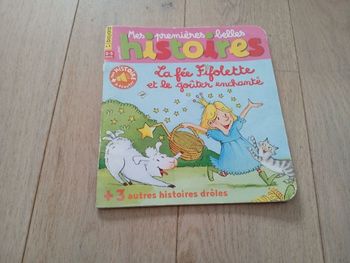 Mes premières belles
histoires
La fée Fifolette
et le goûter enchanté
+ 3 autres histoires drôles